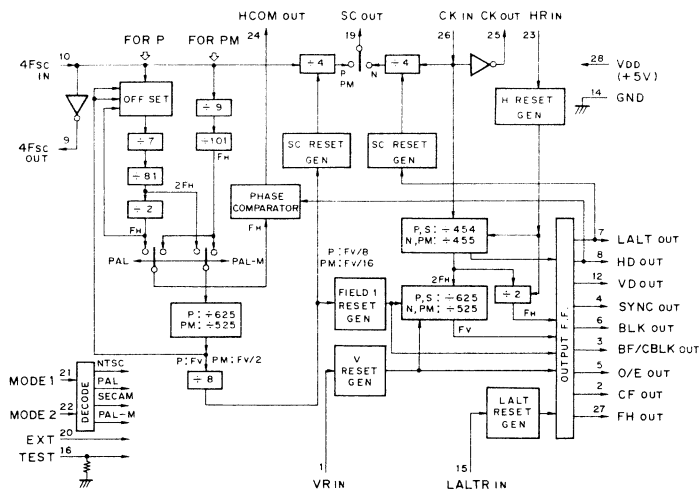 HCOM OUT
24
SC OUT
19
CK IN
26
CK OUT
25
HR IN
23
FOR P
FOR PM
10
4FSC IN
9
4FSC OUT
OFF SET
÷7
÷81
÷2
2FH
FH
÷9
÷101
FH
÷4
P
PM
N
÷4
SC RESET GEN
SC RESET GEN
H RESET GEN
28
VDD (+5V)
14
GND
PHASE COMPARATOR
FH
PAL
PAL-M
P: ÷625
PM: ÷525
P:FV
PM:FV/2
÷8
P:FV/8
PM:FV/16
FIELD 1 RESET GEN
V RESET GEN
P,S: ÷454
N,PM: ÷455
2FH
÷2
FH
P,S: ÷625
N,PM: ÷525
FV
LALT RESET GEN
OUTPUT F.F.
7
LALT OUT
8
HD OUT
12
VD OUT
4
SYNC OUT
6
BLK OUT
3
BF/CBLK OUT
5
O/E OUT
2
CF OUT
27
FH OUT
MODE 1
21
MODE 2
22
DECODE
NTSC
PAL
SECAM
PAL-M
EXT
20
TEST
16
1
VR IN
15
LALTR IN